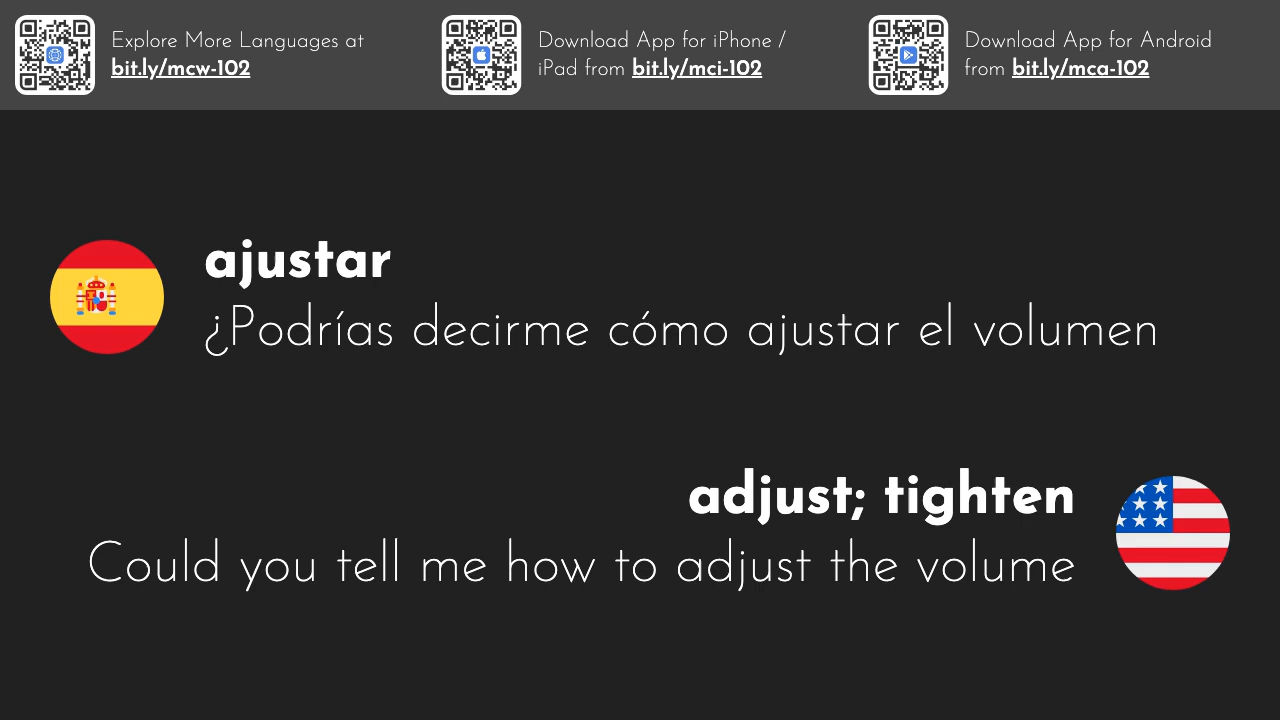 Explore More Languages at
bit.ly/mcw-102
Download App for iPhone /
iPad from bit.ly/mci-102
Download App for Android
from bit.ly/mca-102
ajustar
¿Podrías decirme cómo ajustar el volumen
adjust; tighten
Could you tell me how to adjust the volume